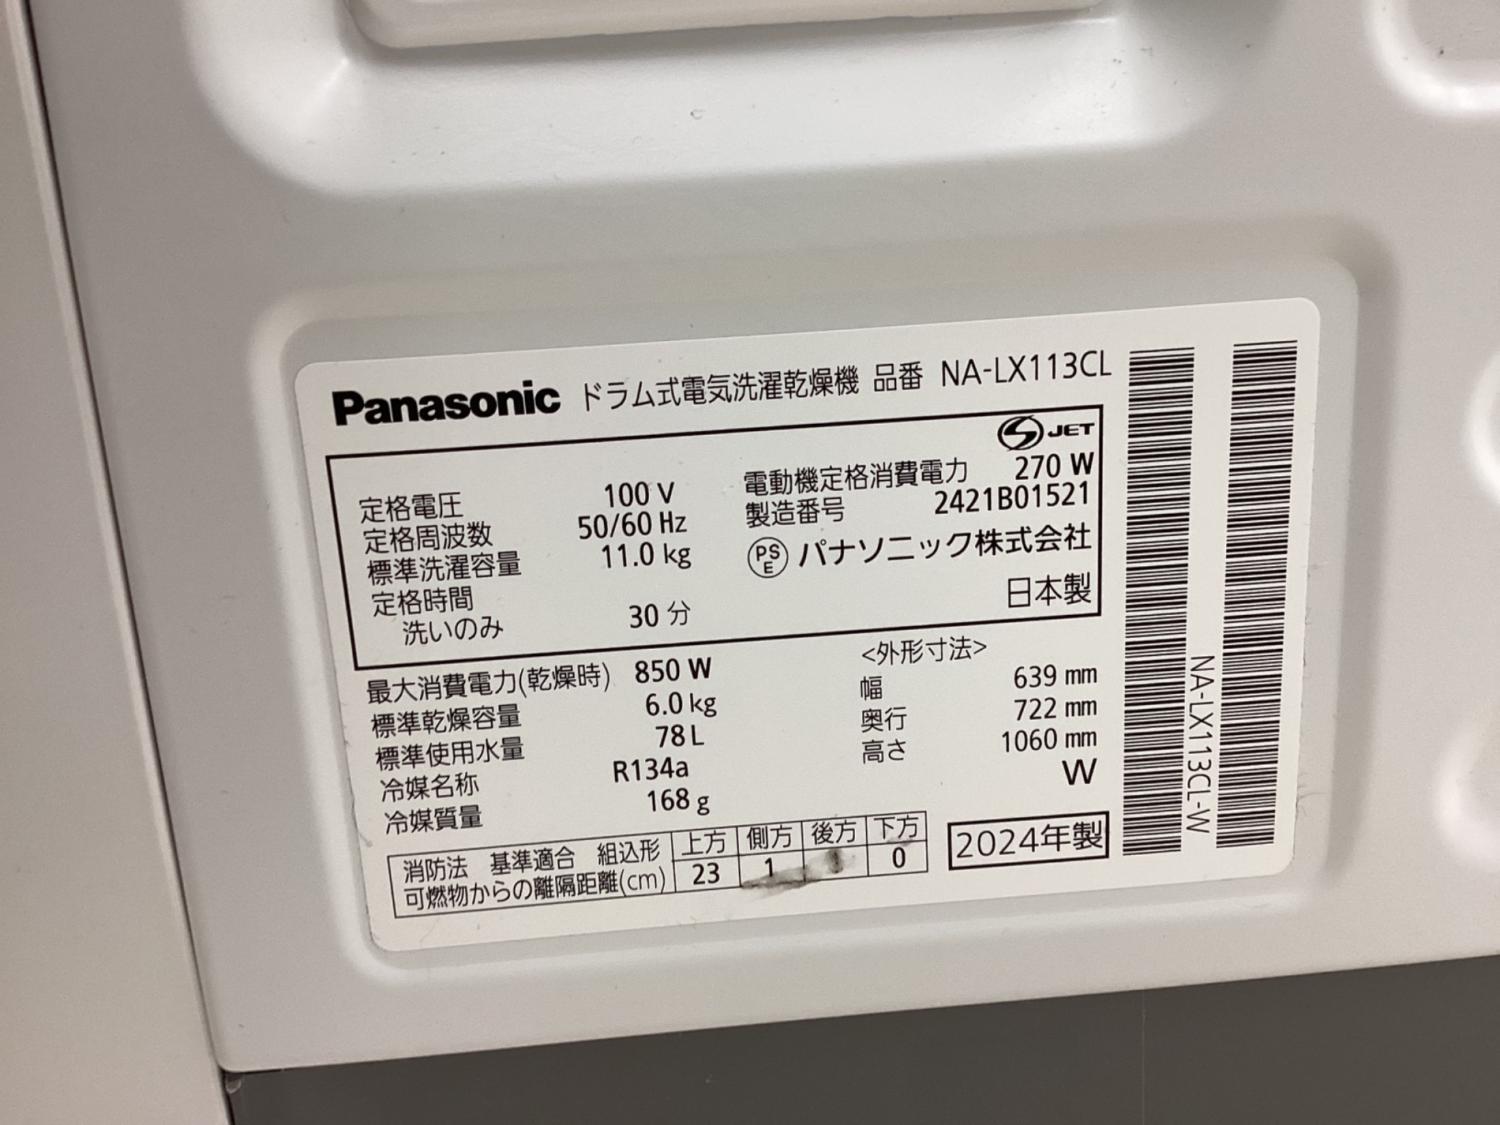 Panasonic ドラム式電気洗濯乾燥機 品番 NA-LX113CL
JET
定格電圧 100 V
定格周波数 50/60 Hz
標準洗濯容量 11.0 kg
定格時間
洗いのみ 30 分
電動機定格消費電力 270 W
製造番号 2421B01521
PSE パナソニック株式会社
日本製
最大消費電力(乾燥時) 850 W
標準乾燥容量 6.0 kg
標準使用水量 78 L
冷媒名称 R134a
冷媒質量 168 g
<外形寸法>
幅 639 mm
奥行 722 mm
高さ 1060 mm
W
消防法 基準適合 組込形 上方 側方 後方 下方
可燃物からの離隔距離(cm) 23 1 0
2024年製
NA-LX113CL-W